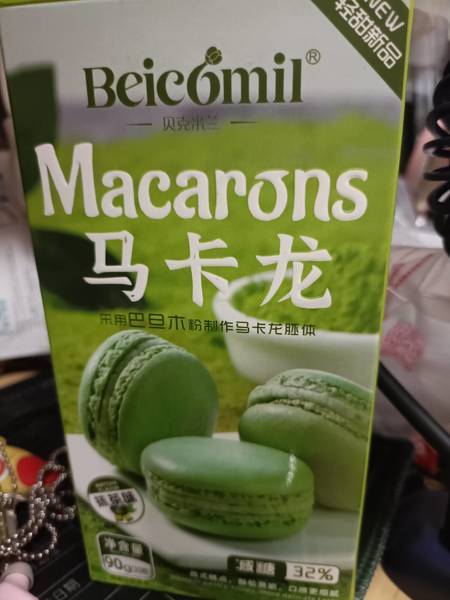 NEW
轻甜新品
Beicomil®
贝克米兰
Macarons
马卡龙
采用巴旦木粉制作马卡龙胚体
抹茶味
净含量
90g
减糖 32%